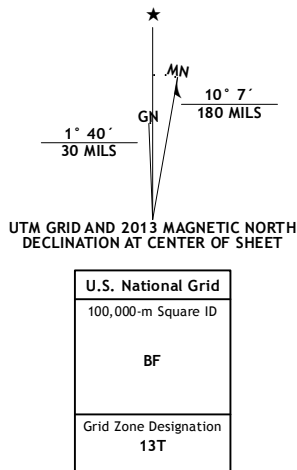 ★
MN
GN
1° 40´
30 MILS
10° 7´
180 MILS
UTM GRID AND 2013 MAGNETIC NORTH
DECLINATION AT CENTER OF SHEET
U.S. National Grid
100,000-m Square ID
BF
Grid Zone Designation
13T